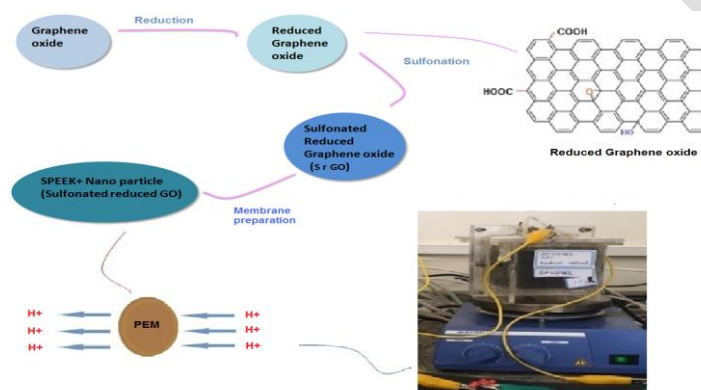 Graphene
oxide
Reduction
Reduced
Graphene
oxide
Sulfonation
COOH
HOOC
O
HO
Reduced Graphene oxide
Sulfonated
Reduced
Graphene oxide
(S r GO)
SPEEK+ Nano particle
(Sulfonated reduced GO)
Membrane
preparation
H+
H+
H+
PEM
H+
H+
H+